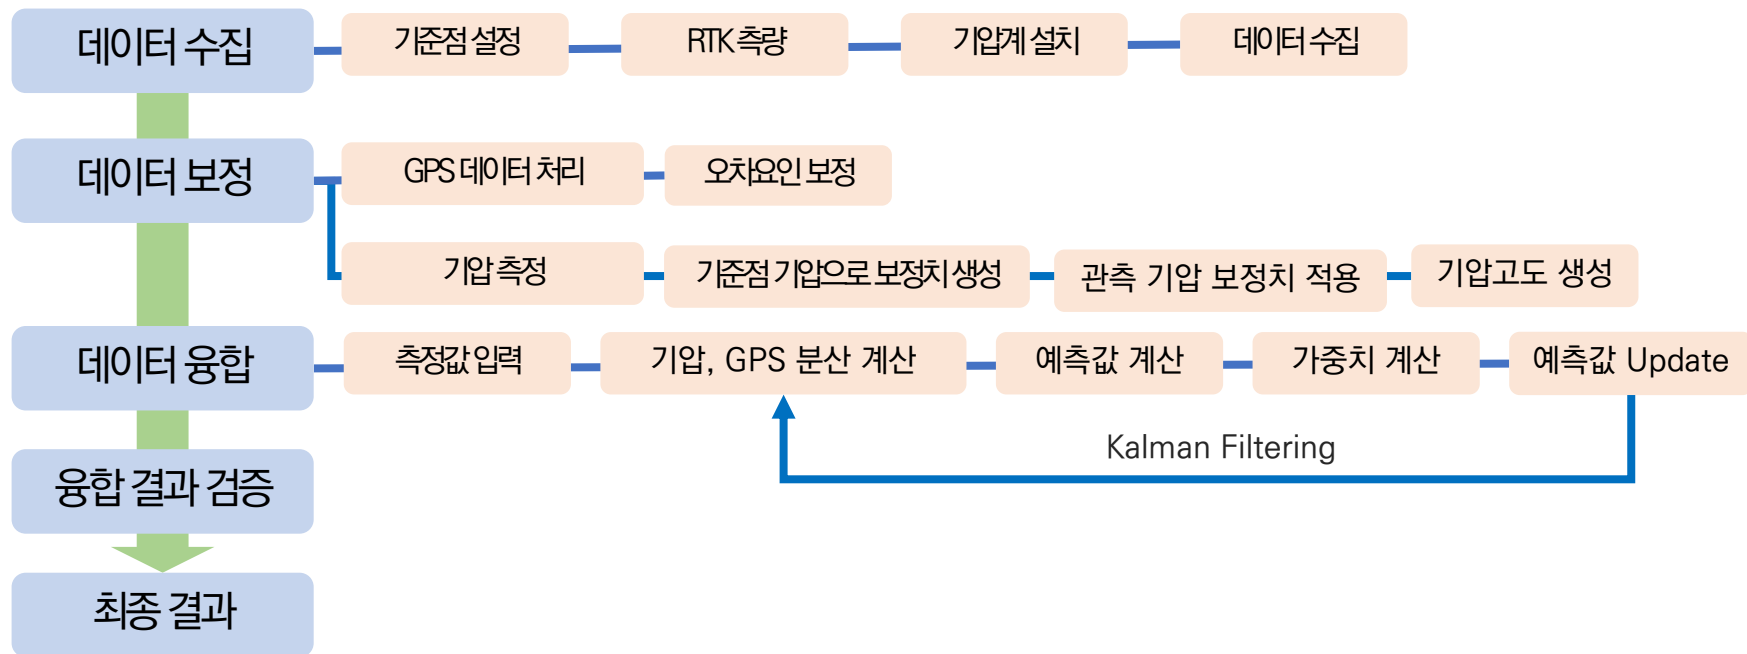 데이터 수집
기준점 설정
RTK 측량
기압계 설치
데이터 수집
데이터 보정
GPS 데이터 처리
오차요인 보정
기압 측정
기준점 기압으로 보정치 생성
관측 기압 보정치 적용
기압고도 생성
데이터 융합
측정값 입력
기압, GPS 분산 계산
예측값 계산
가중치 계산
예측값 Update
Kalman Filtering
융합 결과 검증
최종 결과